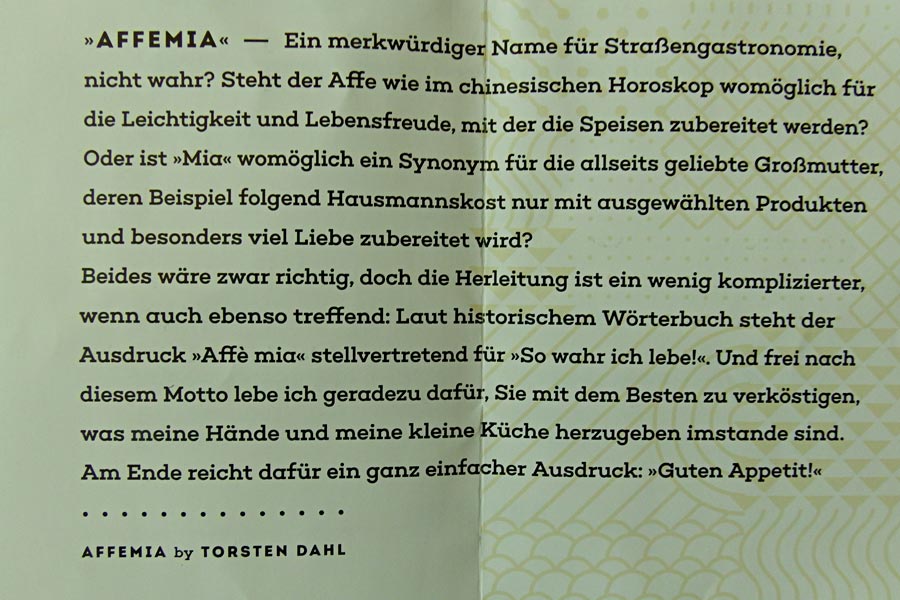 »AFFEMIA« — Ein merkwürdiger Name für Straßengastronomie,
nicht wahr? Steht der Affe wie im chinesischen Horoskop womöglich für
die Leichtigkeit und Lebensfreude, mit der die Speisen zubereitet werden?
Oder ist »Mia« womöglich ein Synonym für die allseits geliebte Großmutter,
deren Beispiel folgend Hausmannskost nur mit ausgewählten Produkten
und besonders viel Liebe zubereitet wird?
Beides wäre zwar richtig, doch die Herleitung ist ein wenig komplizierter,
wenn auch ebenso treffend: Laut historischem Wörterbuch steht der
Ausdruck »Affè mia« stellvertretend für »So wahr ich lebe!«. Und frei nach
diesem Motto lebe ich geradezu dafür, Sie mit dem Besten zu verköstigen,
was meine Hände und meine kleine Küche herzugeben imstande sind.
Am Ende reicht dafür ein ganz einfacher Ausdruck: »Guten Appetit!«
. . . . . . . . . . . . . .
AFFEMIA by TORSTEN DAHL